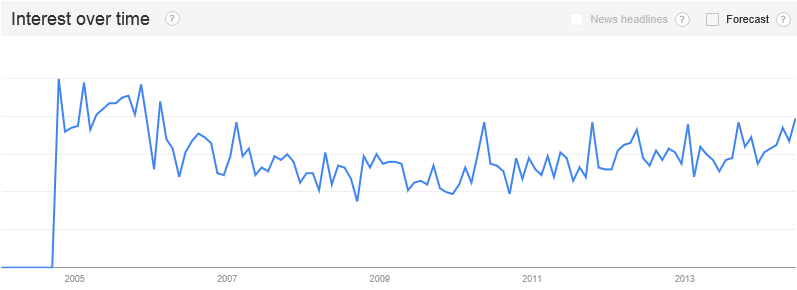 Interest over time ?
News headlines ? Forecast ?
2005 2007 2009 2011 2013